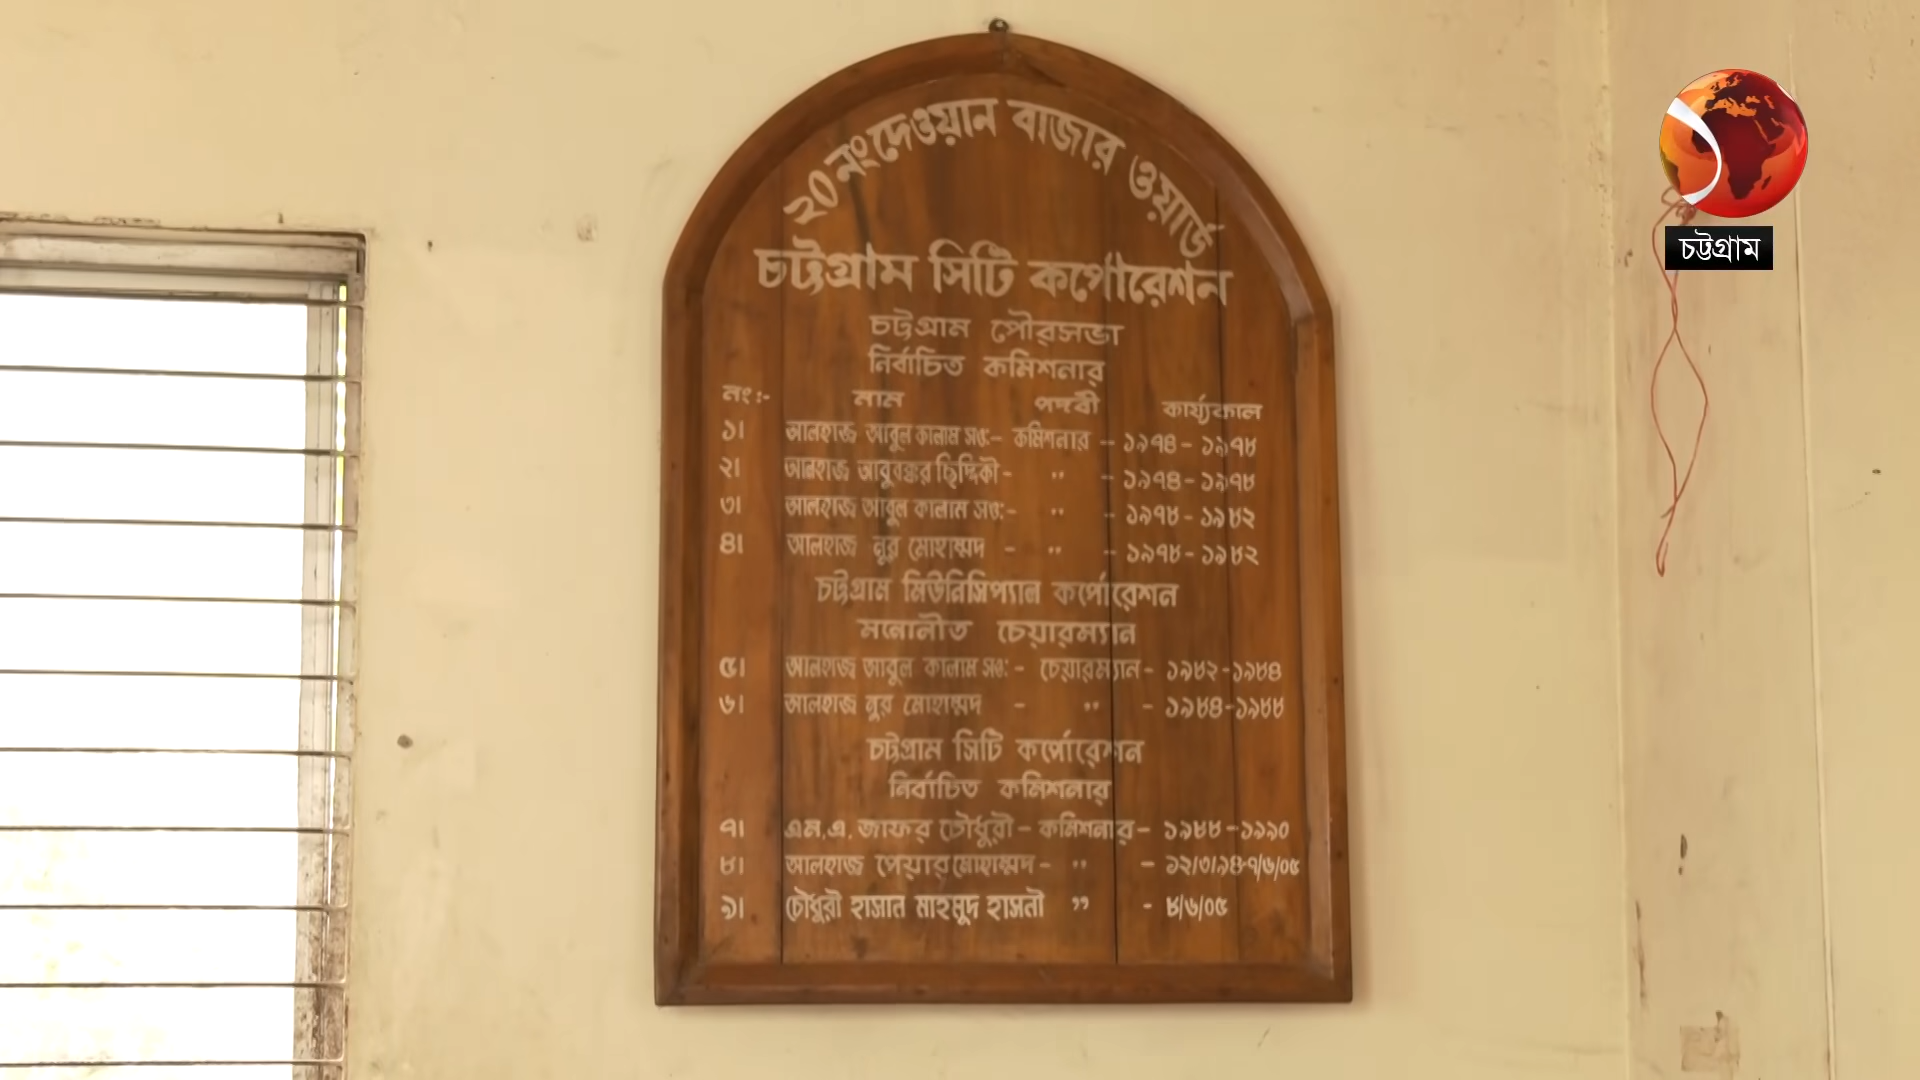 ২০নং দেওয়ান বাজার ওয়ার্ড
চট্টগ্রাম সিটি কর্পোরেশন
চট্টগ্রাম পৌরসভা
নির্বাচিত কমিশনার
নং:- নাম পদবী কার্য্যকাল
১। আলহাজ্ব আবুল কালাম সওঃ- কমিশনার - ১৯৭৪ - ১৯৭৮
২। আলহাজ্ব আবুবক্কর ছিদ্দিকী - " - ১৯৭৪ - ১৯৭৮
৩। আলহাজ্ব আবুল কালাম সওঃ- " - ১৯৭৮ - ১৯৮২
৪। আলহাজ্ব নুর মোহাম্মদ - " - ১৯৭৮ - ১৯৮২
চট্টগ্রাম মিউনিসিপ্যাল কর্পোরেশন
মনোনীত চেয়ারম্যান
৫। আলহাজ্ব আবুল কালাম সওঃ - চেয়ারম্যান - ১৯৮২-১৯৮৪
৬। আলহাজ্ব নুর মোহাম্মদ - " - ১৯৮৪-১৯৮৮
চট্টগ্রাম সিটি কর্পোরেশন
নির্বাচিত কমিশনার
৭। এম.এ. জাফর চৌধুরী - কমিশনার - ১৯৮৮-১৯৯০
৮। আলহাজ্ব পেয়ার মোহাম্মদ - " - ১২/৩/৯৪-৭/৬/০৫
৯। চৌধুরী হাসান মাহমুদ হাসনী " - ৮/৬/০৫
চট্টগ্রাম